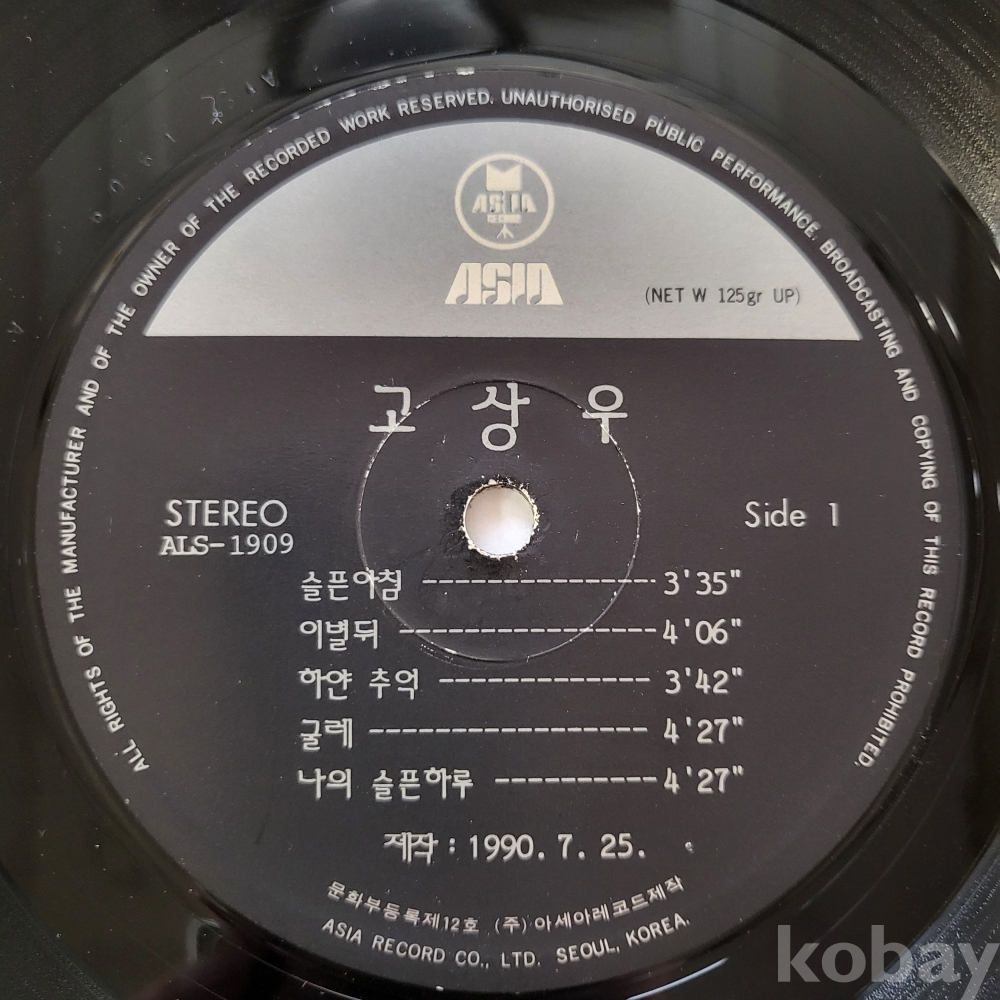 ALL RIGHTS OF THE MANUFACTURER AND OF THE OWNER OF THE RECORDED WORK RESERVED. UNAUTHORISED PUBLIC PERFORMANCE. BROADCASTING AND COPYING OF THIS RECORD PROHIBITED.
ASIA
ASIA
(NET W 125gr UP)
고 상 우
STEREO
ALS-1909
Side 1
슬픈아침 --------------- 3'35"
이별뒤 ----------------- 4'06"
하얀 추억 -------------- 3'42"
굴레 ------------------ 4'27"
나의 슬픈하루 ---------- 4'27"
제작 : 1990. 7. 25.
문화부등록제12호 (주)아세아레코드제작
ASIA RECORD CO., LTD. SEOUL, KOREA.
kobay